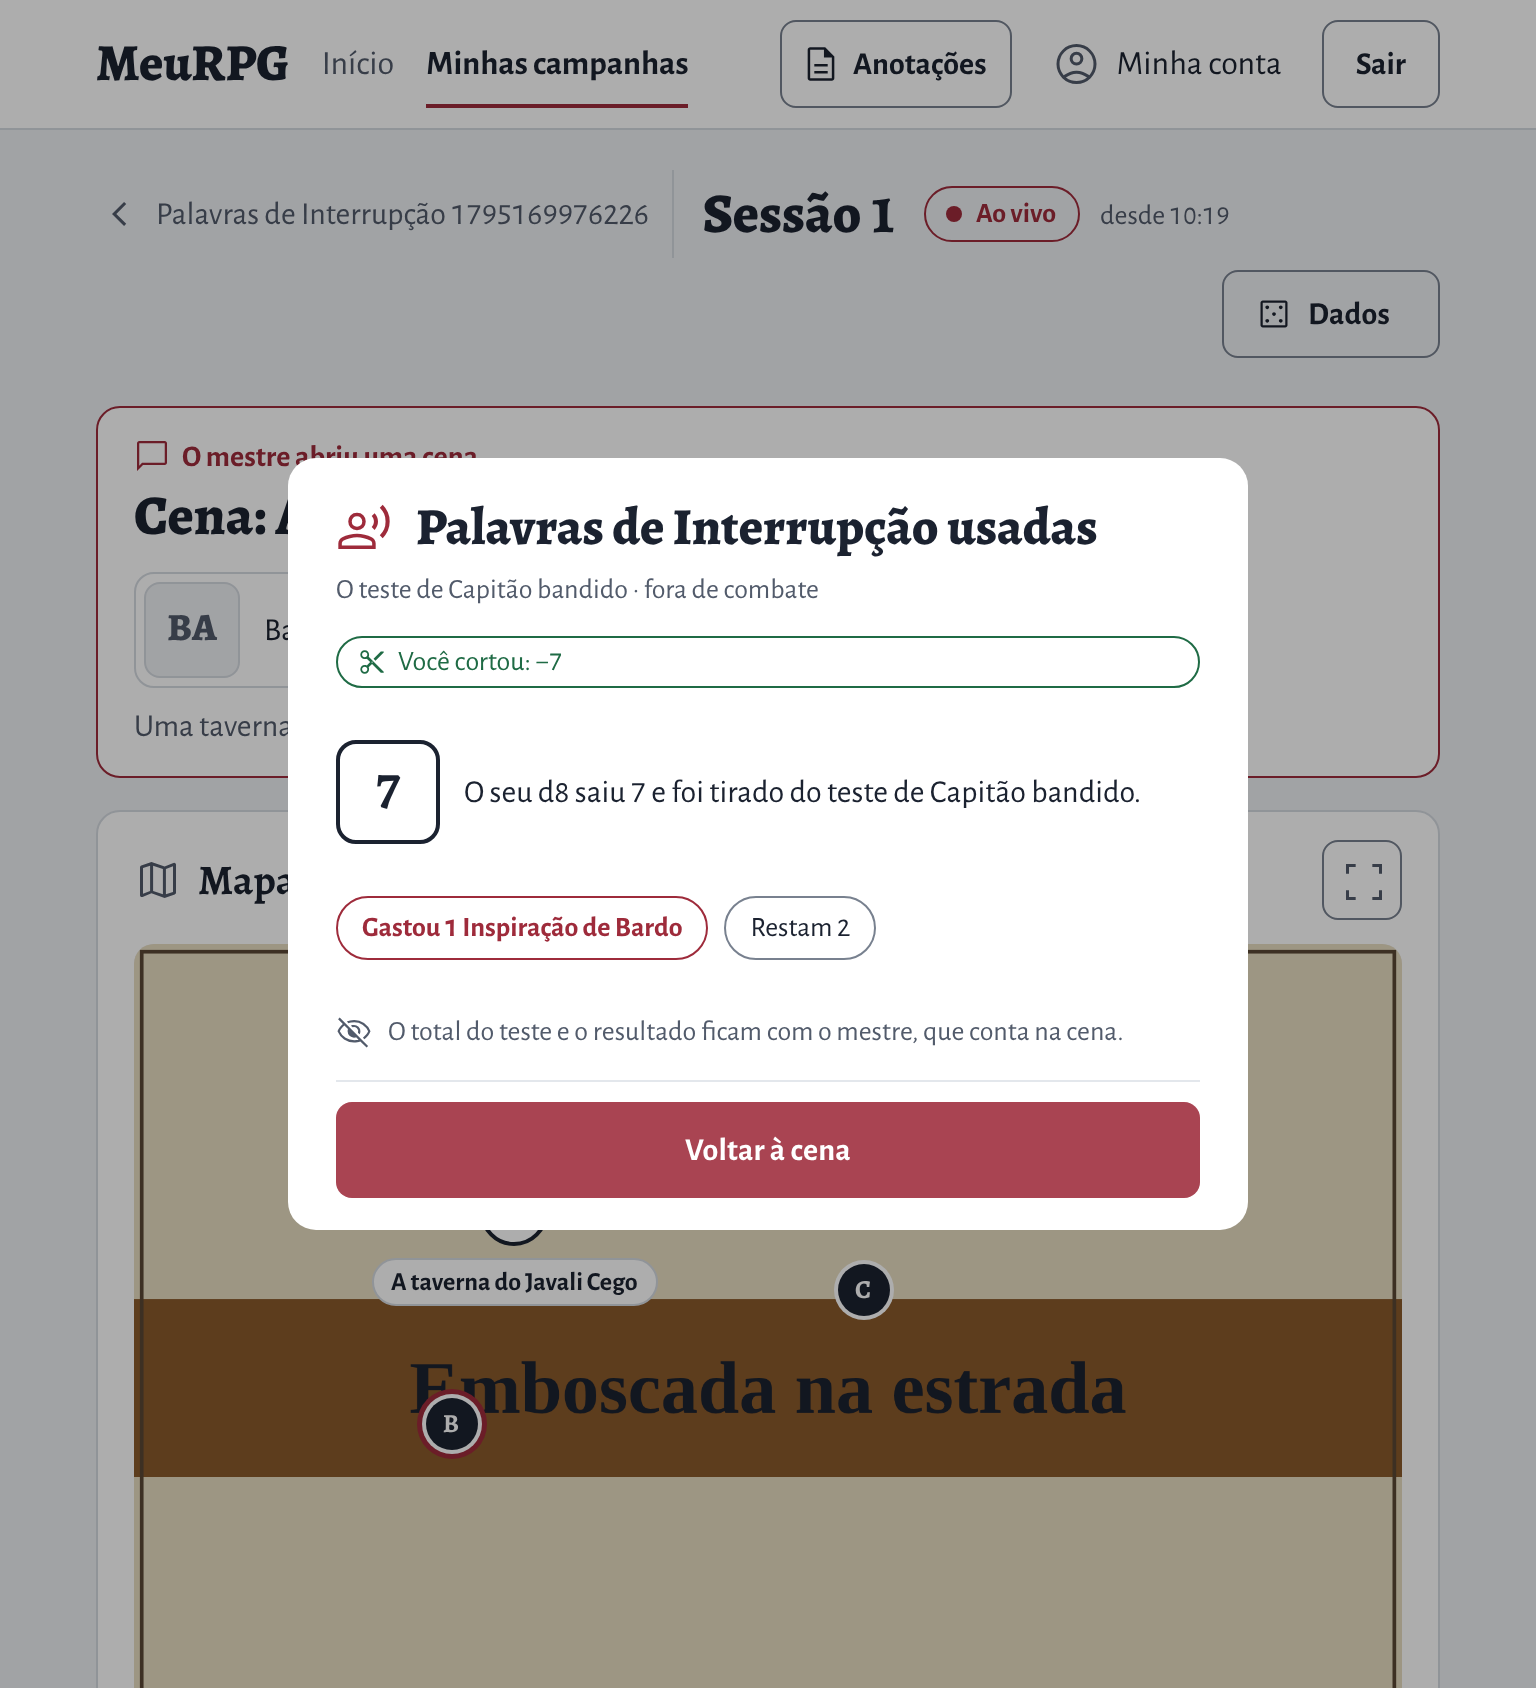 MeuRPG Início Minhas campanhas Anotações Minha conta Sair
Palavras de Interrupção 1795169976226 Sessão 1 Ao vivo desde 10:19
Dados
O mestre abriu uma cena
Cena:
BA
Palavras de Interrupção usadas
O teste de Capitão bandido · fora de combate
Você cortou: −7
7 O seu d8 saiu 7 e foi tirado do teste de Capitão bandido.
Gastou 1 Inspiração de Bardo Restam 2
O total do teste e o resultado ficam com o mestre, que conta na cena.
Voltar à cena
Uma taverna
Mapa
A taverna do Javali Cego
C
Emboscada na estrada
B